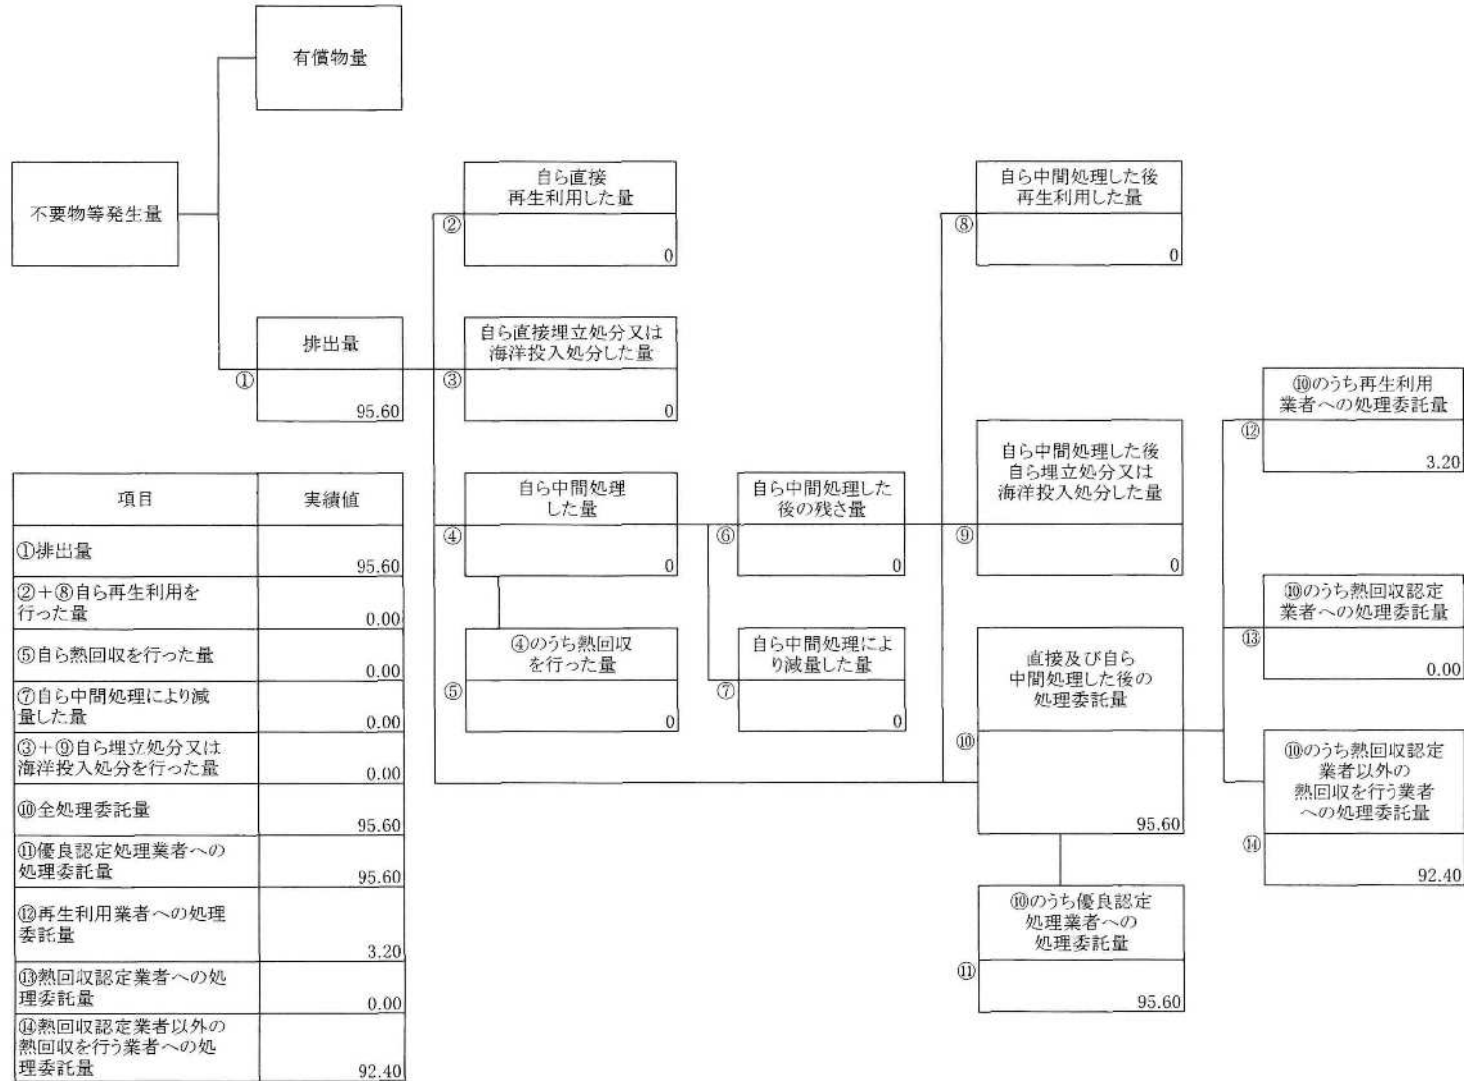 有償物量
不要物等発生量
排出量
①
95.60
自ら直接
再生利用した量
②
0
自ら直接埋立処分又は
海洋投入処分した量
③
0
自ら中間処理
した量
④
0
④のうち熱回収
を行った量
⑤
0
自ら中間処理した
後の残さ量
⑥
0
自ら中間処理によ
り減量した量
⑦
0
自ら中間処理した後
再生利用した量
⑧
0
自ら中間処理した後
自ら埋立処分又は
海洋投入処分した量
⑨
0
直接及び自ら
中間処理した後の
処理委託量
⑩
95.60
⑩のうち優良認定
処理業者への
処理委託量
⑪
95.60
⑩のうち再生利用
業者への処理委託量
⑫
3.20
⑩のうち熱回収認定
業者への処理委託量
⑬
0.00
⑩のうち熱回収認定
業者以外の
熱回収を行う業者
への処理委託量
⑭
92.40
項目 実績値
①排出量 95.60
②+⑧自ら再生利用を
行った量 0.00
⑤自ら熱回収を行った量 0.00
⑦自ら中間処理により減
量した量 0.00
③+⑨自ら埋立処分又は
海洋投入処分を行った量 0.00
⑩全処理委託量 95.60
⑪優良認定処理業者への
処理委託量 95.60
⑫再生利用業者への処理
委託量 3.20
⑬熱回収認定業者への処
理委託量 0.00
⑭熱回収認定業者以外の
熱回収を行う業者への処
理委託量 92.40